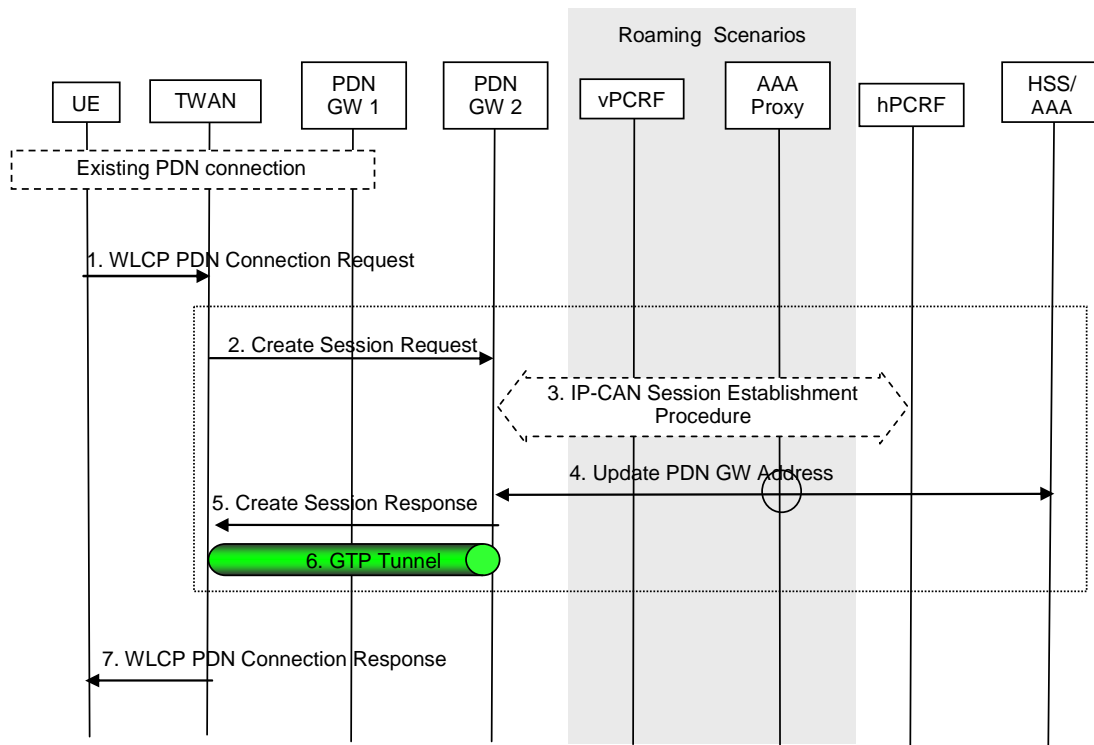 Roaming Scenarios
UE
TWAN
PDN
GW 1
PDN
GW 2
vPCRF
AAA
Proxy
hPCRF
HSS/
AAA
Existing PDN connection
1. WLCP PDN Connection Request
2. Create Session Request
3. IP-CAN Session Establishment
Procedure
4. Update PDN GW Address
5. Create Session Response
6. GTP Tunnel
7. WLCP PDN Connection Response